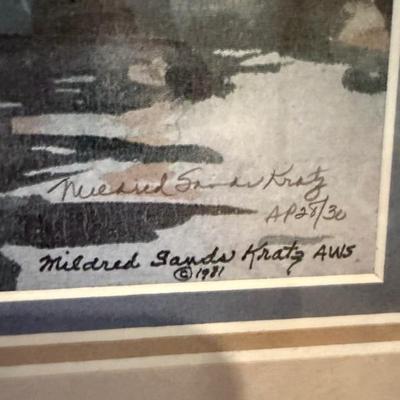 Mildred Sands Kratz
AP 28/30
Mildred Sands Kratz AWS
© 1981